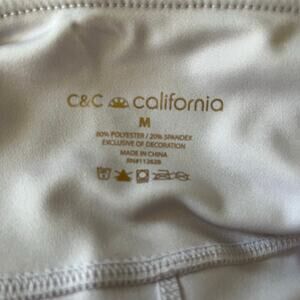 C&C california
M
80% POLYESTER / 20% SPANDEX
EXCLUSIVE OF DECORATION
MADE IN CHINA